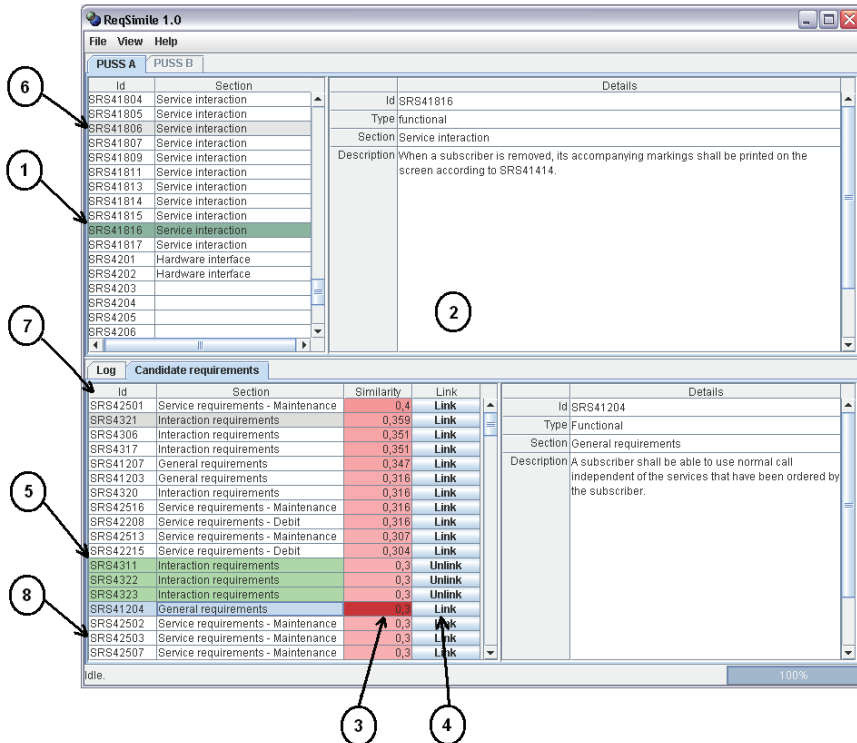 ReqSimile 1.0
File View Help
PUSS A PUSS B
Id Section
SRS41804 Service interaction
SRS41805 Service interaction
SRS41806 Service interaction
SRS41807 Service interaction
SRS41809 Service interaction
SRS41811 Service interaction
SRS41813 Service interaction
SRS41814 Service interaction
SRS41815 Service interaction
SRS41816 Service interaction
SRS41817 Service interaction
SRS4201 Hardware interface
SRS4202 Hardware interface
SRS4203
SRS4204
SRS4205
SRS4206
Details
Id SRS41816
Type functional
Section Service interaction
Description When a subscriber is removed, its accompanying markings shall be printed on the
screen according to SRS41414.
6
1
2
7
Log Candidate requirements
Id Section Similarity Link
SRS42501 Service requirements - Maintenance 0,4 Link
SRS4321 Interaction requirements 0,359 Link
SRS4306 Interaction requirements 0,351 Link
SRS4317 Interaction requirements 0,351 Link
SRS41207 General requirements 0,347 Link
SRS41203 General requirements 0,316 Link
SRS4320 Interaction requirements 0,316 Link
SRS42516 Service requirements - Maintenance 0,316 Link
SRS42208 Service requirements - Debit 0,316 Link
SRS42513 Service requirements - Maintenance 0,307 Link
SRS42215 Service requirements - Debit 0,304 Link
SRS4311 Interaction requirements 0,3 Unlink
SRS4322 Interaction requirements 0,3 Unlink
SRS4323 Interaction requirements 0,3 Unlink
SRS41204 General requirements 0,3 Link
SRS42502 Service requirements - Maintenance 0,3 Link
SRS42503 Service requirements - Maintenance 0,3 Link
SRS42507 Service requirements - Maintenance 0,3 Link
Details
Id SRS41204
Type Functional
Section General requirements
Description A subscriber shall be able to use normal call
independent of the services that have been ordered by
the subscriber.
5
8
Idle. 100%
3 4